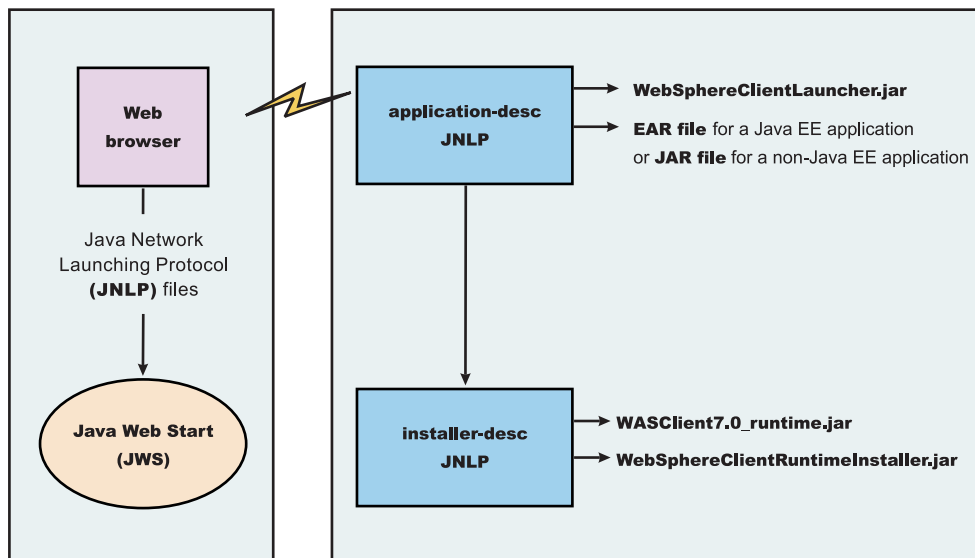 Web
browser
Java Network
Launching Protocol
(JNLP) files
Java Web Start
(JWS)
application-desc
JNLP
WebSphereClientLauncher.jar
EAR file for a Java EE application
or JAR file for a non-Java EE application
installer-desc
JNLP
WASClient7.0_runtime.jar
WebSphereClientRuntimeInstaller.jar